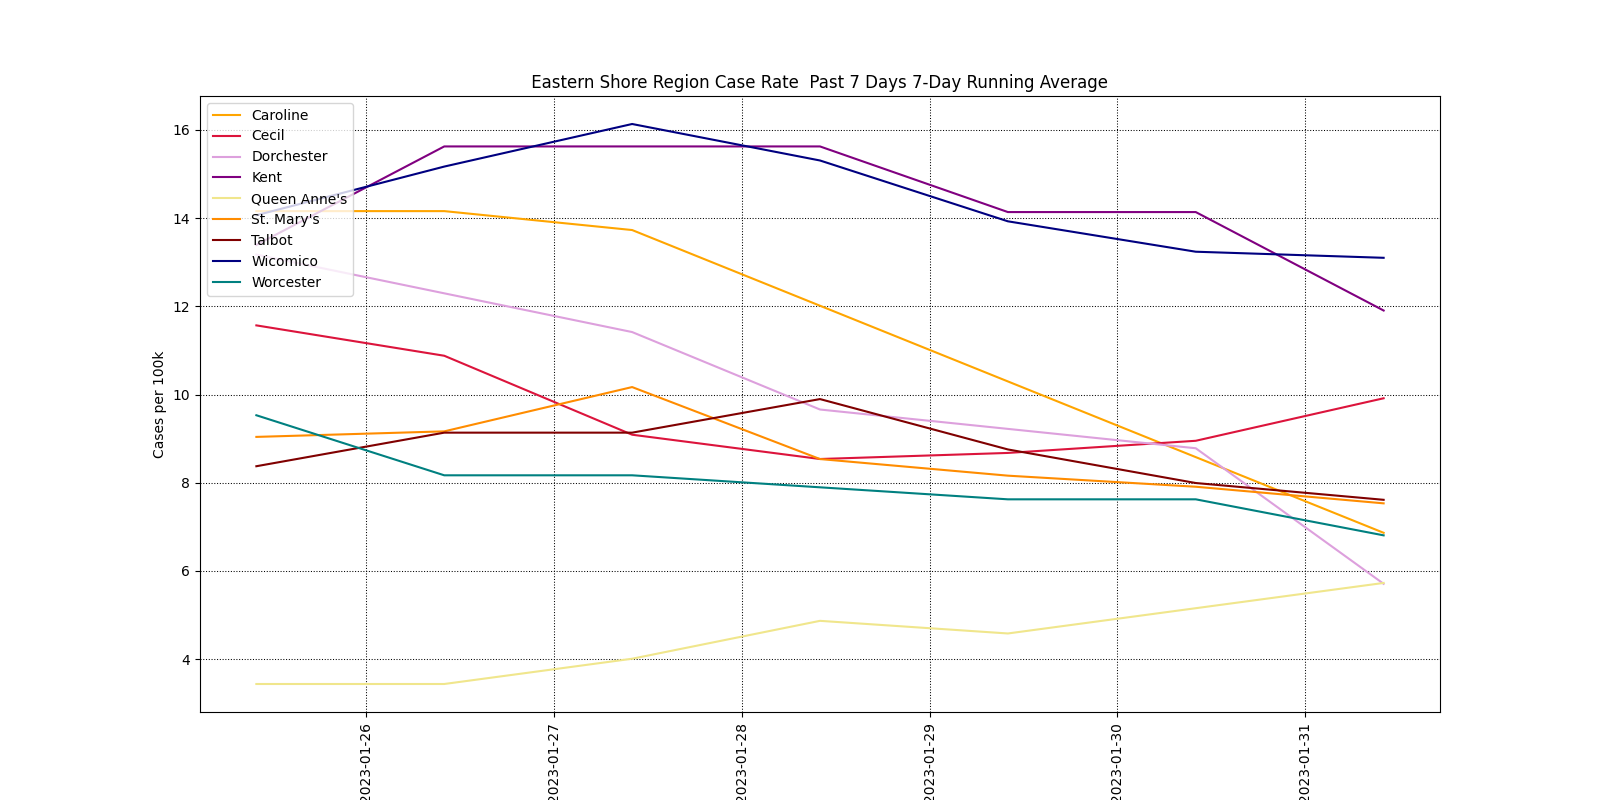 Eastern Shore Region Case Rate  Past 7 Days 7-Day Running Average
Caroline
Cecil
Dorchester
Kent
Queen Anne's
St. Mary's
Talbot
Wicomico
Worcester
Cases per 100k
16
14
12
10
8
6
4
2023-01-26
2023-01-27
2023-01-28
2023-01-29
2023-01-30
2023-01-31